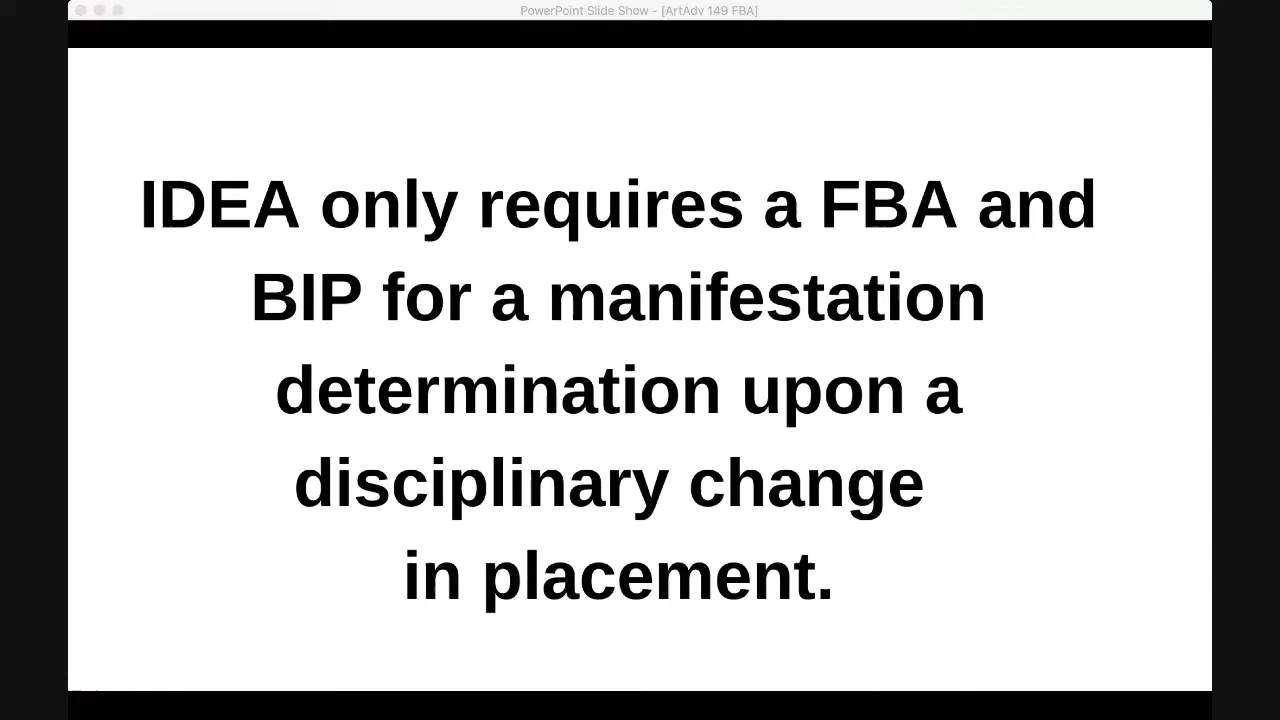 PowerPoint Slide Show - [ArtAdv 149 FBA]
IDEA only requires a FBA and
BIP for a manifestation
determination upon a
disciplinary change
in placement.